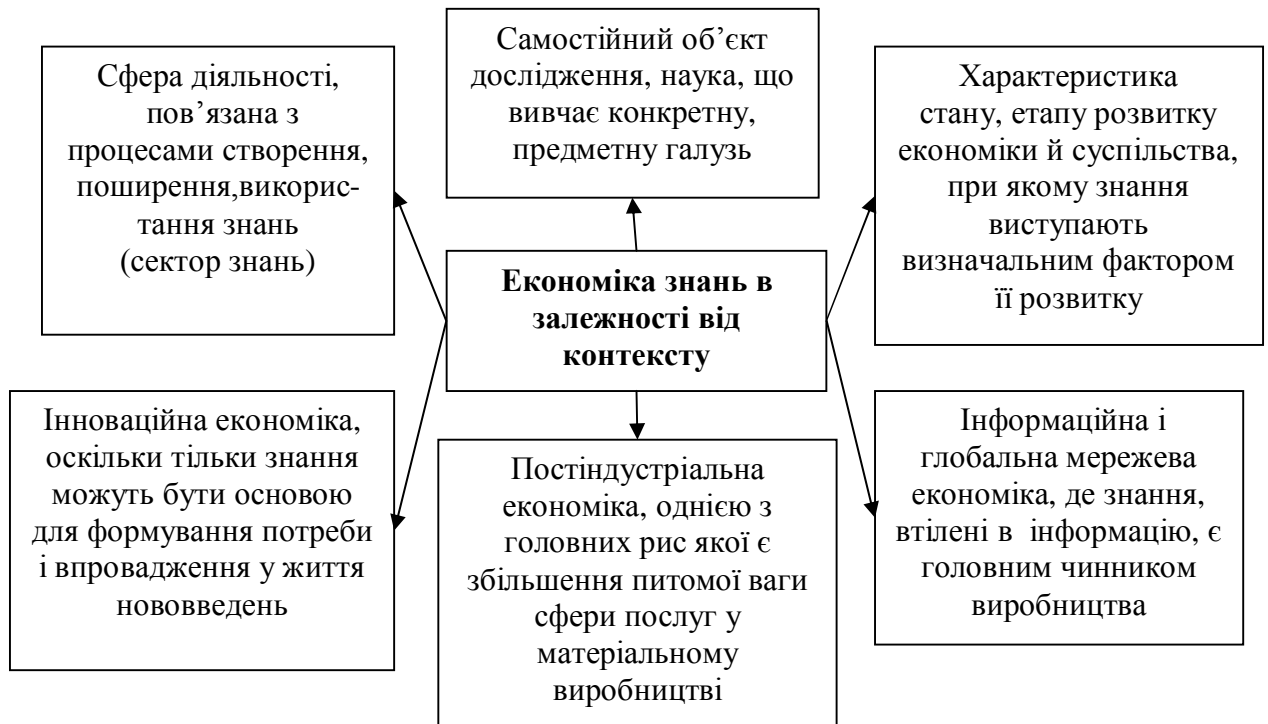 Сфера діяльності,
пов’язана з
процесами створення,
поширення,викорис-
тання знань
(сектор знань)
Самостійний об’єкт
дослідження, наука, що
вивчає конкретну,
предметну галузь
Характеристика
стану, етапу розвитку
економіки й суспільства,
при якому знання
виступають
визначальним фактором
її розвитку
Економіка знань в
залежності від
контексту
Інноваційна економіка,
оскільки тільки знання
можуть бути основою
для формування потреби
і впровадження у життя
нововведень
Постіндустріальна
економіка, однією з
головних рис якої є
збільшення питомої ваги
сфери послуг у
матеріальному
виробництві
Інформаційна і
глобальна мережева
економіка, де знання,
втілені в інформацію, є
головним чинником
виробництва